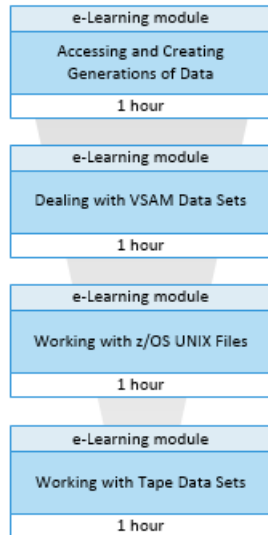 e-Learning module
Accessing and Creating
Generations of Data
1 hour
e-Learning module
Dealing with VSAM Data Sets
1 hour
e-Learning module
Working with z/OS UNIX Files
1 hour
e-Learning module
Working with Tape Data Sets
1 hour